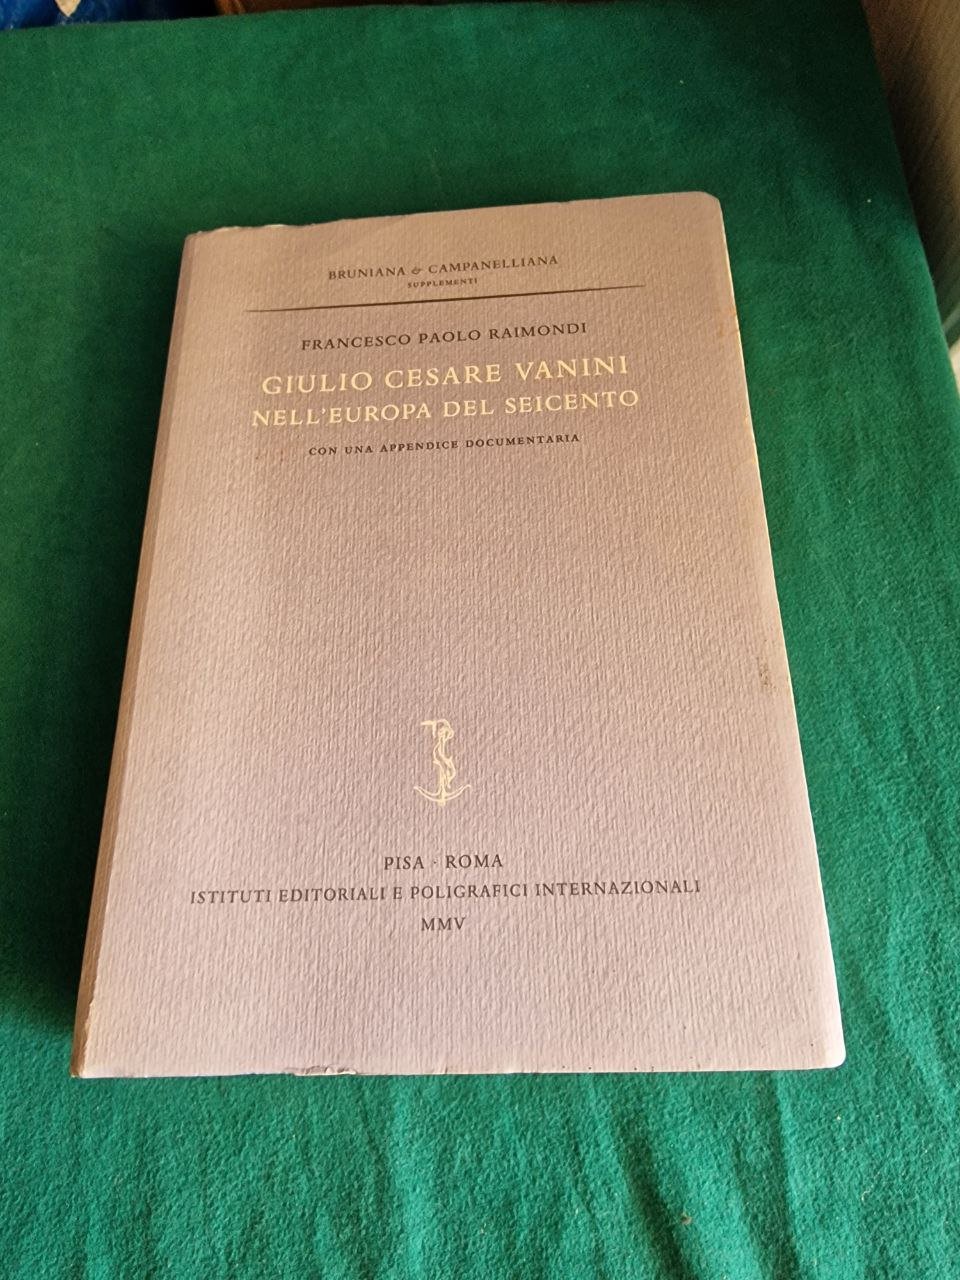 BRUNIANA & CAMPANELLIANA
SUPPLEMENTI
FRANCESCO PAOLO RAIMONDI
GIULIO CESARE VANINI
NELL'EUROPA DEL SEICENTO
CON UNA APPENDICE DOCUMENTARIA
PISA · ROMA
ISTITUTI EDITORIALI E POLIGRAFICI INTERNAZIONALI
MMV